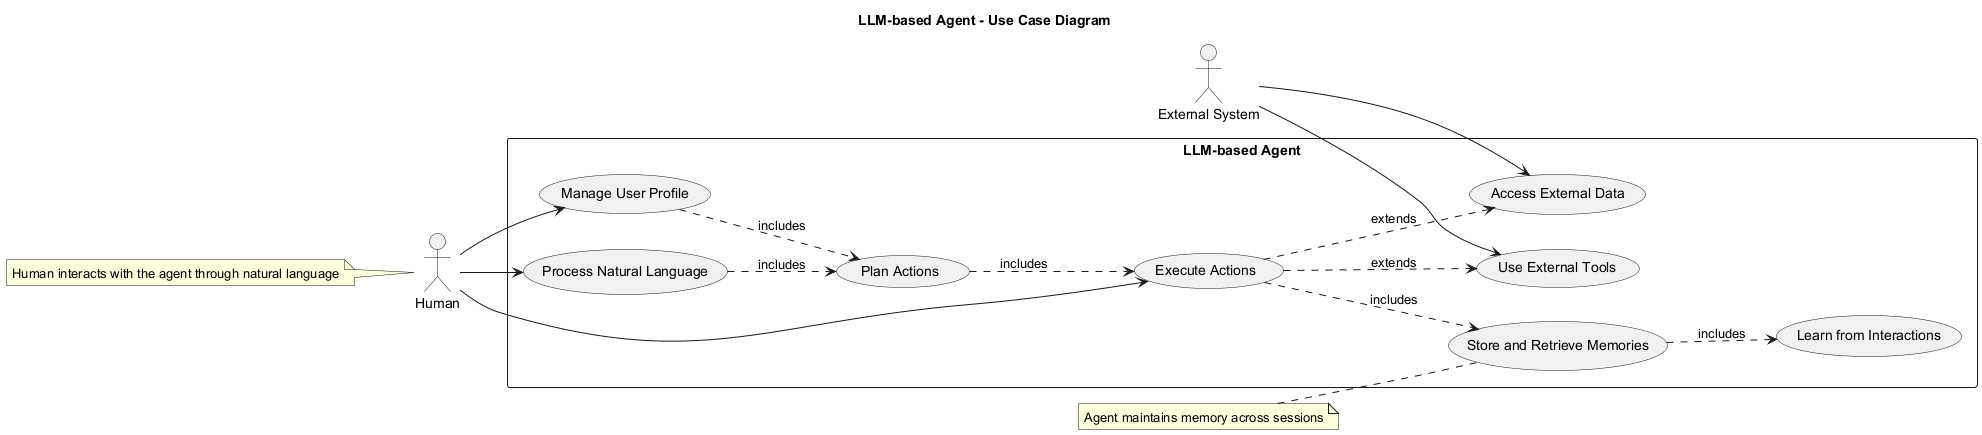 LLM-based Agent - Use Case Diagram
External System
LLM-based Agent
Manage User Profile
Access External Data
includes
extends
Human interacts with the agent through natural language
Human
Process Natural Language
includes
Plan Actions
includes
Execute Actions
extends
Use External Tools
includes
Store and Retrieve Memories
includes
Learn from Interactions
Agent maintains memory across sessions